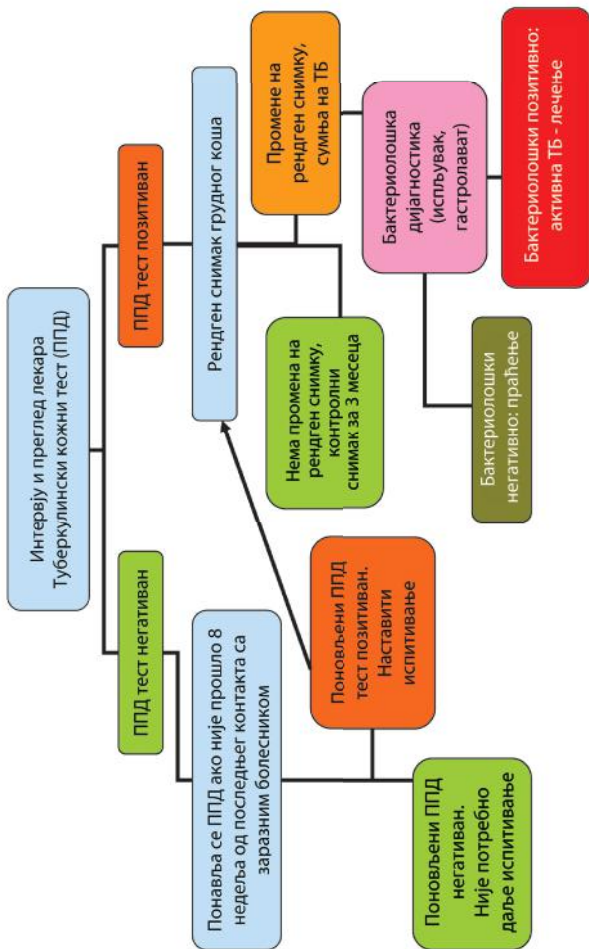 Интервју и преглед лекара
Туберкулински кожни тест (ППД)
ППД тест негативан
ППД тест позитиван
Понавља се ППД ако није прошло 8
недеља од последњег контакта са
заразним болесником
Рендген снимак грудног коша
Поновљени ППД
негативан.
Није потребно
даље испитивање
Поновљени ППД
тест позитиван.
Наставити
испитивање
Нема промена на
рендген снимку,
контролни
снимак за 3 месеца
Промене на
рендген снимку,
сумња на ТБ
Бактериолошка
дијагностика
(испљувак,
гастролават)
Бактериолошки
негативно: праћење
Бактериолошки позитивно:
активна ТБ - лечење